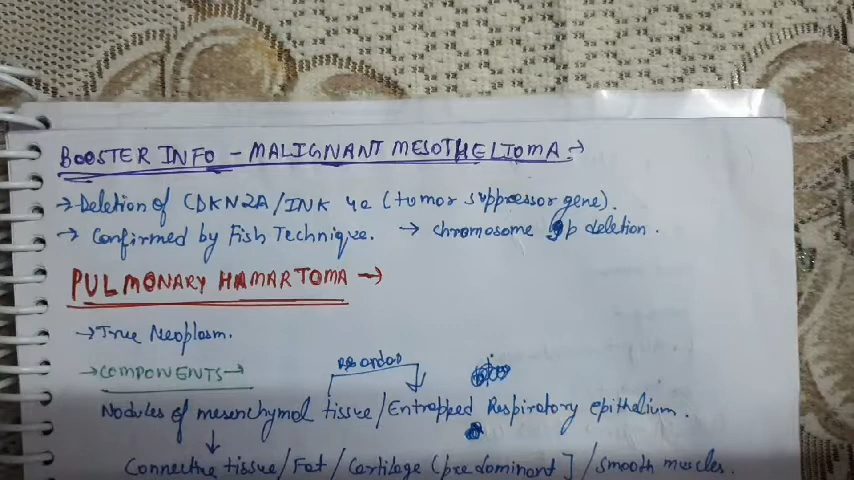 BOOSTER INFO - MALIGNANT MESOTHELIOMA →
→ Deletion of CDKN2A/INK 4a (tumor suppressor gene).
→ Confirmed by Fish Technique. → chromosome 9p deletion.
PULMONARY HAMARTOMA →
→ True Neoplasm.
→ COMPONENTS →
Nodules of mesenchymal tissue / Entrapped Respiratory epithelium.
Connective tissue / Fat / Cartilage (predominant] / smooth muscles.